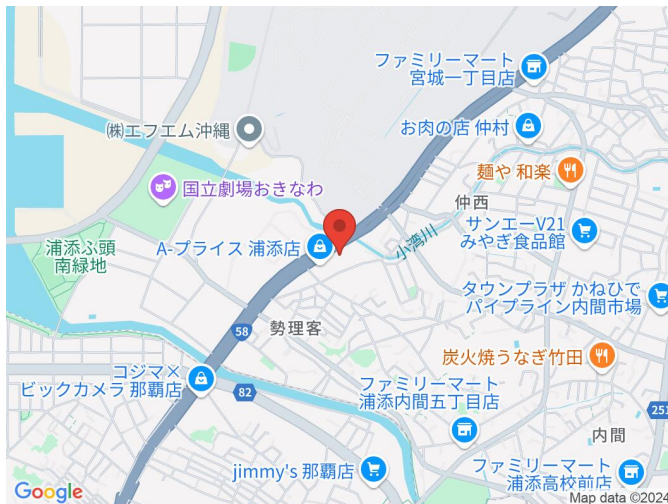 ファミリーマート
宮城一丁目店
(株)エフエム沖縄
お肉の店 仲村
麺や 和楽
国立劇場おきなわ
仲西
サンエーV21
みやぎ食品館
浦添ふ頭
南緑地
A-プライス 浦添店
小湾川
タウンプラザ かねひで
パイプライン内間市場
58
勢理客
炭火焼うなぎ竹田
コジマ×
ビックカメラ 那覇店
82
ファミリーマート
浦添内間五丁目店
251
内間
jimmy's 那覇店
ファミリーマート
浦添高校前店
Google
Map data ©2024